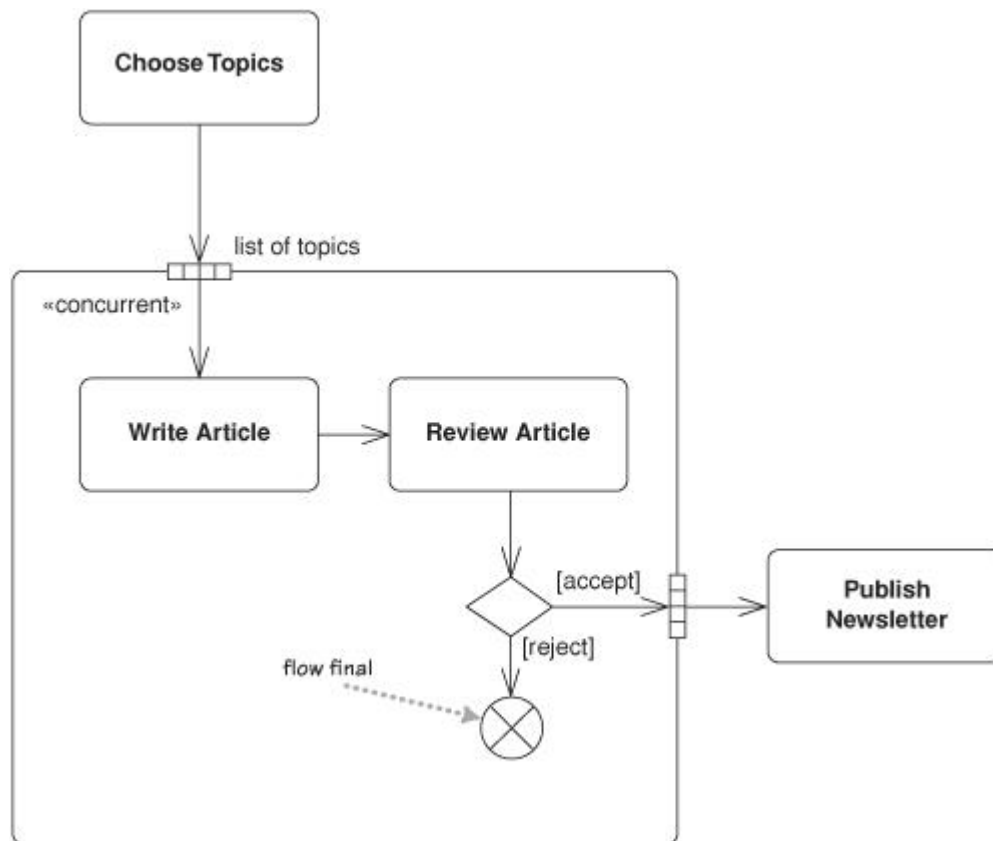 Choose Topics
list of topics
«concurrent»
Write Article
Review Article
[accept]
Publish
Newsletter
[reject]
flow final